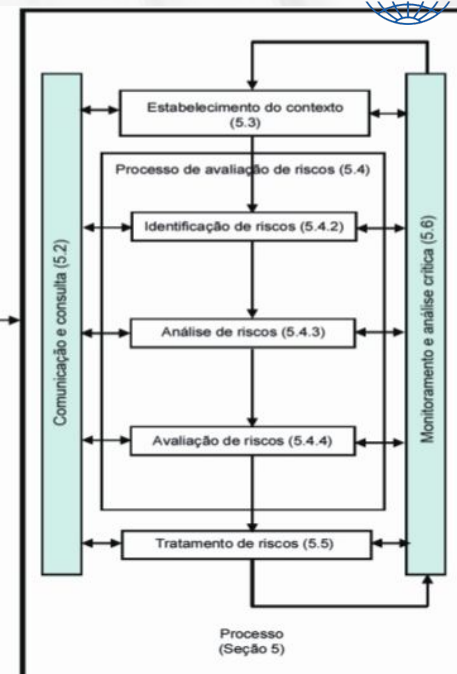 Estabelecimento do contexto
(5.3)
Processo de avaliação de riscos (5.4)
Identificação de riscos (5.4.2)
Comunicação e consulta (5.2)
Monitoramento e análise crítica (5.6)
Análise de riscos (5.4.3)
Avaliação de riscos (5.4.4)
Tratamento de riscos (5.5)
Processo
(Seção 5)